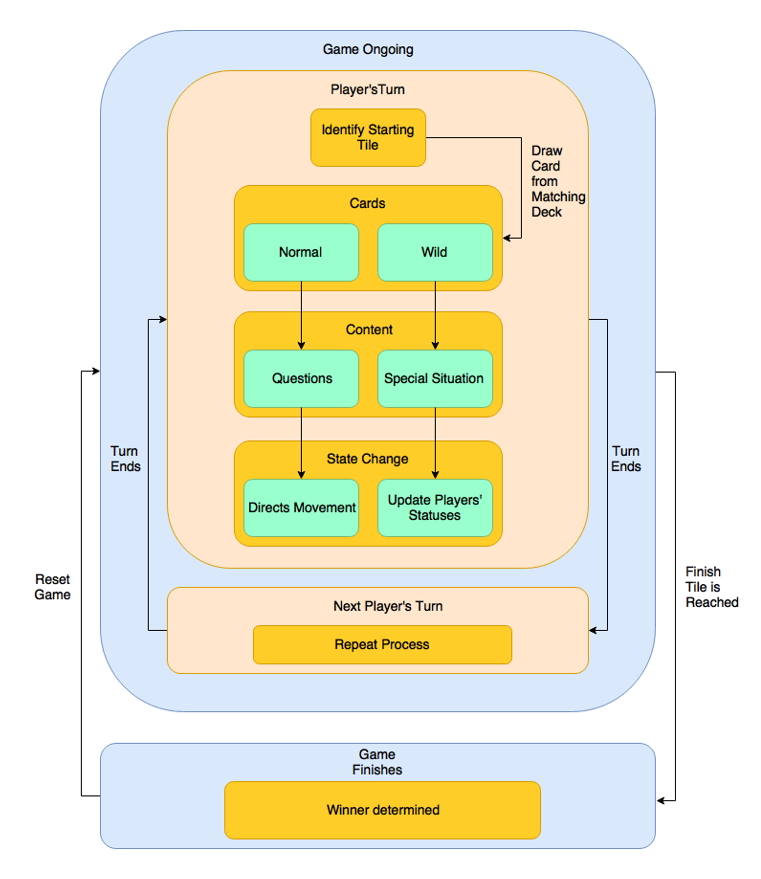 Game Ongoing
Player'sTurn
Identify Starting
Tile
Draw
Card
from
Matching
Deck
Cards
Normal
Wild
Content
Questions
Special Situation
Turn
Ends
Turn
Ends
State Change
Directs Movement
Update Players'
Statuses
Reset
Game
Finish
Tile is
Reached
Next Player's Turn
Repeat Process
Game
Finishes
Winner determined